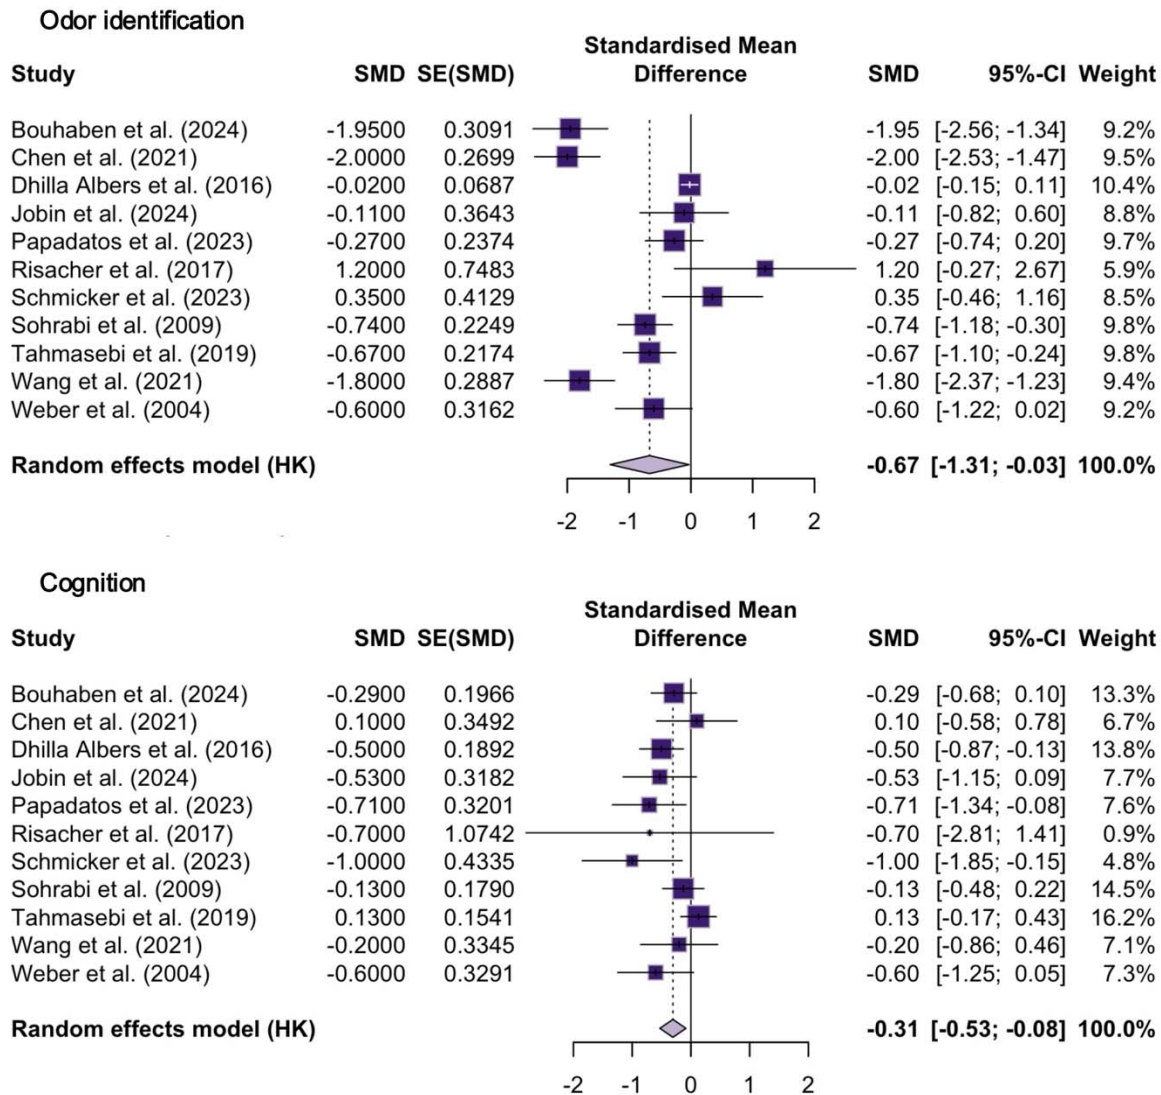 Odor identification
Standardised Mean
Study SMD SE(SMD) Difference SMD 95%-CI Weight
Bouhaben et al. (2024) -1.9500 0.3091 -1.95 [-2.56; -1.34] 9.2%
Chen et al. (2021) -2.0000 0.2699 -2.00 [-2.53; -1.47] 9.5%
Dhilla Albers et al. (2016) -0.0200 0.0687 -0.02 [-0.15; 0.11] 10.4%
Jobin et al. (2024) -0.1100 0.3643 -0.11 [-0.82; 0.60] 8.8%
Papadatos et al. (2023) -0.2700 0.2374 -0.27 [-0.74; 0.20] 9.7%
Risacher et al. (2017) 1.2000 0.7483 1.20 [-0.27; 2.67] 5.9%
Schmicker et al. (2023) 0.3500 0.4129 0.35 [-0.46; 1.16] 8.5%
Sohrabi et al. (2009) -0.7400 0.2249 -0.74 [-1.18; -0.30] 9.8%
Tahmasebi et al. (2019) -0.6700 0.2174 -0.67 [-1.10; -0.24] 9.8%
Wang et al. (2021) -1.8000 0.2887 -1.80 [-2.37; -1.23] 9.4%
Weber et al. (2004) -0.6000 0.3162 -0.60 [-1.22; 0.02] 9.2%
Random effects model (HK) -0.67 [-1.31; -0.03] 100.0%
-2 -1 0 1 2
Cognition
Standardised Mean
Study SMD SE(SMD) Difference SMD 95%-CI Weight
Bouhaben et al. (2024) -0.2900 0.1966 -0.29 [-0.68; 0.10] 13.3%
Chen et al. (2021) 0.1000 0.3492 0.10 [-0.58; 0.78] 6.7%
Dhilla Albers et al. (2016) -0.5000 0.1892 -0.50 [-0.87; -0.13] 13.8%
Jobin et al. (2024) -0.5300 0.3182 -0.53 [-1.15; 0.09] 7.7%
Papadatos et al. (2023) -0.7100 0.3201 -0.71 [-1.34; -0.08] 7.6%
Risacher et al. (2017) -0.7000 1.0742 -0.70 [-2.81; 1.41] 0.9%
Schmicker et al. (2023) -1.0000 0.4335 -1.00 [-1.85; -0.15] 4.8%
Sohrabi et al. (2009) -0.1300 0.1790 -0.13 [-0.48; 0.22] 14.5%
Tahmasebi et al. (2019) 0.1300 0.1541 0.13 [-0.17; 0.43] 16.2%
Wang et al. (2021) -0.2000 0.3345 -0.20 [-0.86; 0.46] 7.1%
Weber et al. (2004) -0.6000 0.3291 -0.60 [-1.25; 0.05] 7.3%
Random effects model (HK) -0.31 [-0.53; -0.08] 100.0%
-2 -1 0 1 2